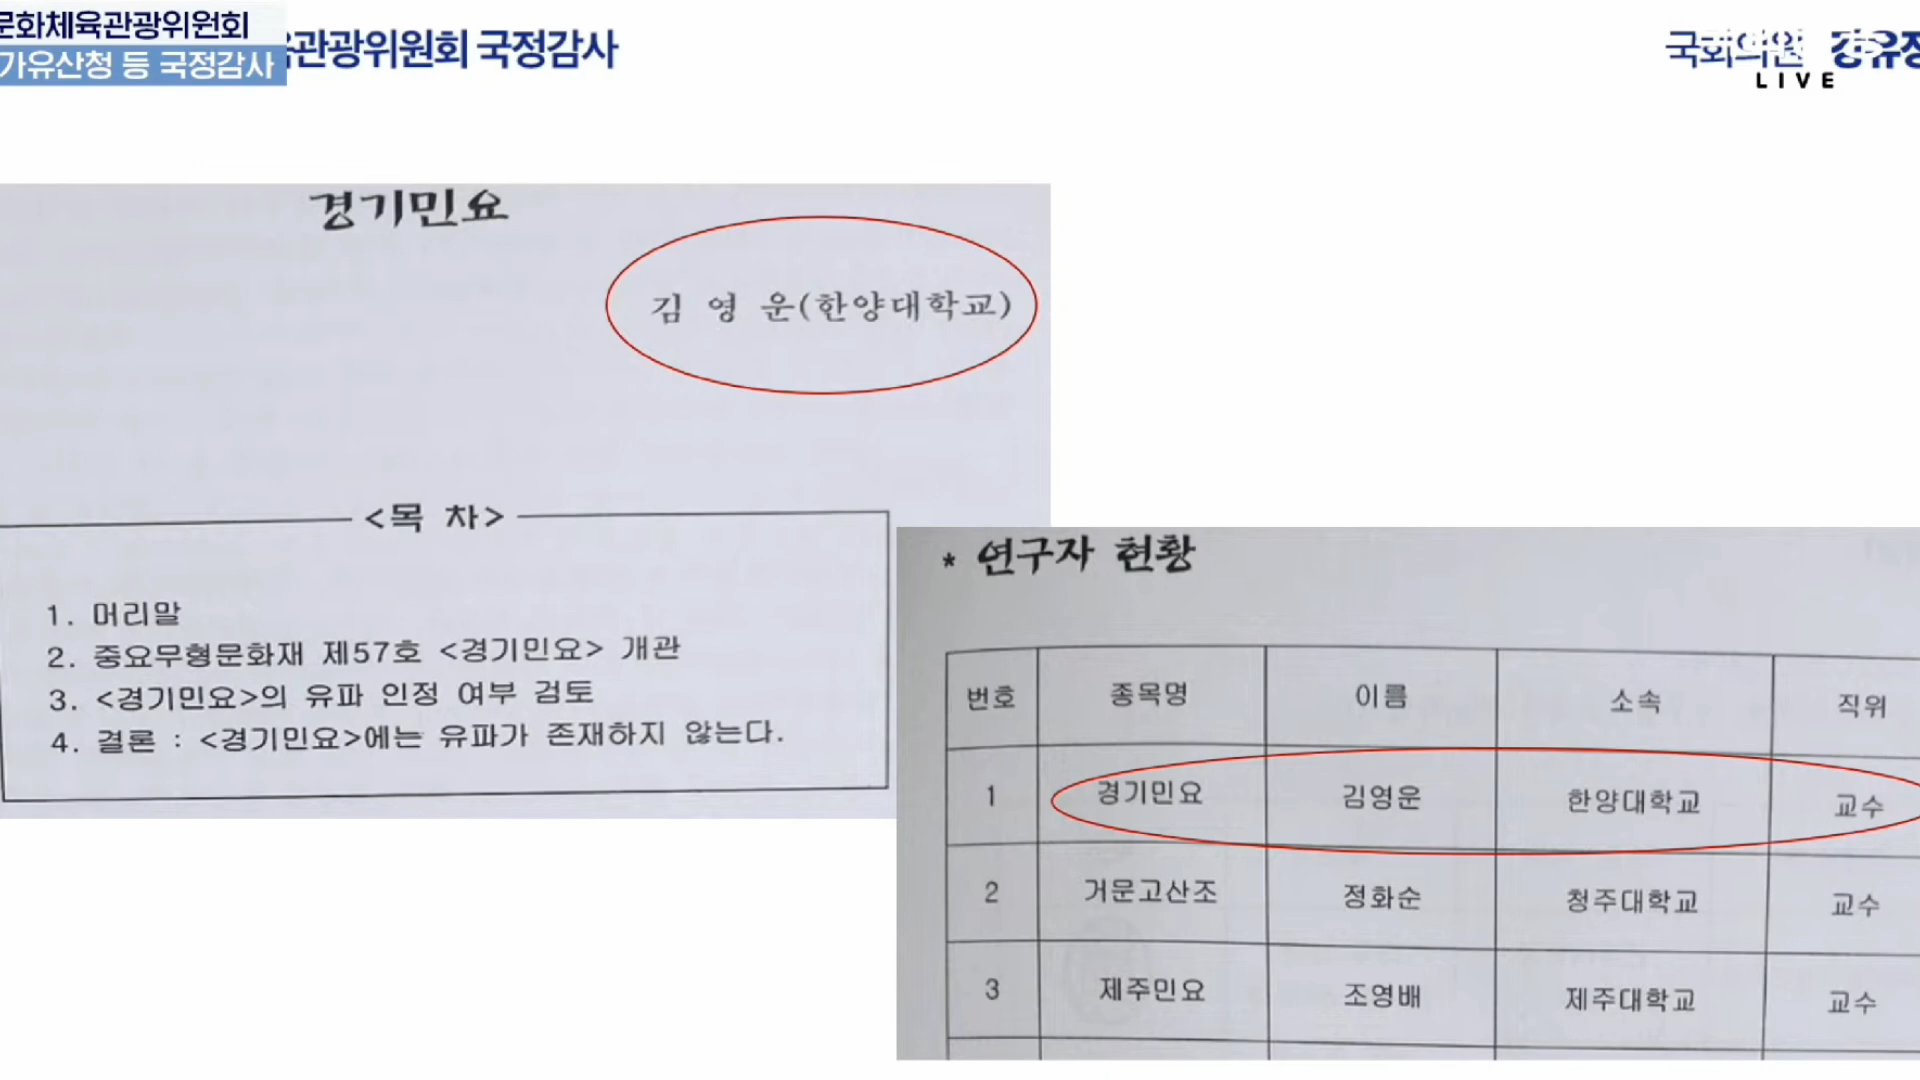 문화체육관광위원회
가유산청 등 국정감사
육관광위원회 국정감사
국회의원 강유정
LIVE
경기민요
김 영 운(한양대학교)
<목 차>
1. 머리말
2. 중요무형문화재 제57호 <경기민요> 개관
3. <경기민요>의 유파 인정 여부 검토
4. 결론 : <경기민요>에는 유파가 존재하지 않는다.
* 연구자 현황
번호 종목명 이름 소속 직위
1 경기민요 김영운 한양대학교 교수
2 거문고산조 정화순 청주대학교 교수
3 제주민요 조영배 제주대학교 교수